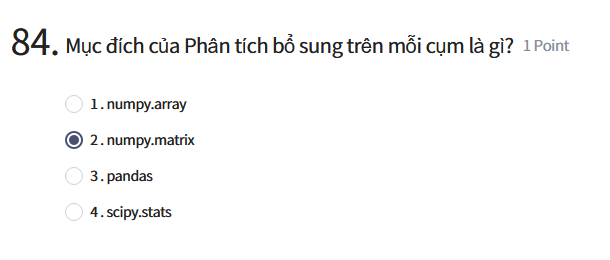 84. Mục đích của Phân tích bổ sung trên mỗi cụm là gì? 1 Point
1. numpy.array
2. numpy.matrix
3. pandas
4. scipy.stats